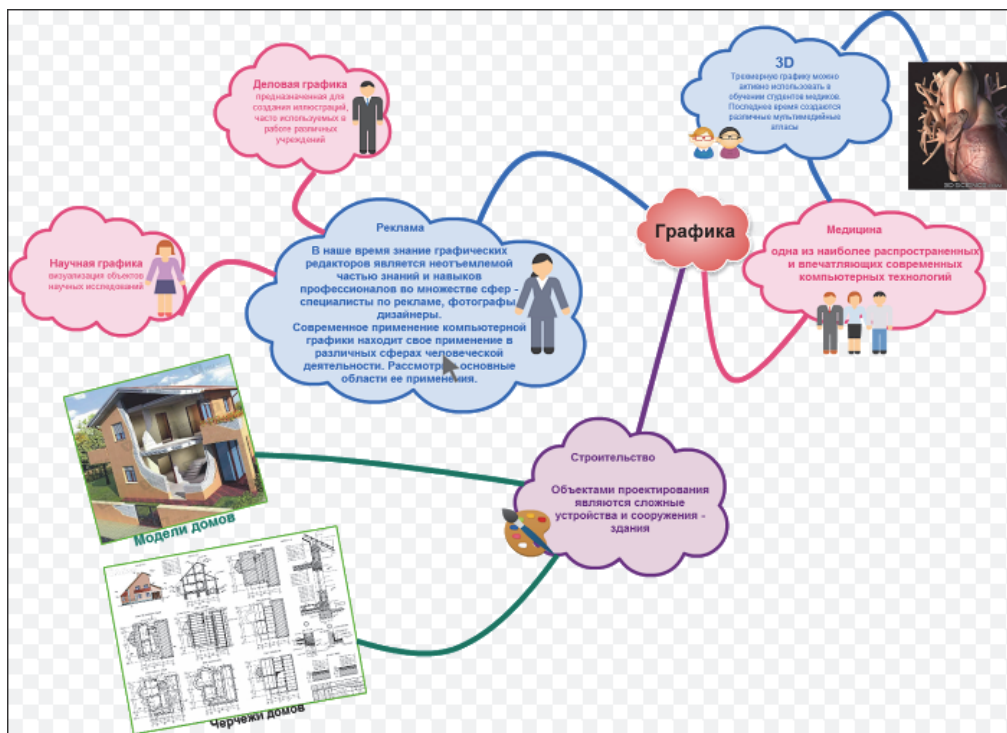 Деловая графика
предназначенная для
создания иллюстраций,
часто используемых в
работе различных
учреждений
3D
Трехмерную графику можно
активно использовать в
обучении студентов медиков.
Последнее время создаются
различные мультимедийные
атласы
3D SCIENCE
Графика
Реклама
В наше время знание графических
редакторов является неотъемлемой
частью знаний и навыков
профессионалов во множестве сфер -
специалисты по рекламе, фотографы,
дизайнеры.
Современное применение компьютерной
графики находит свое применение в
различных сферах человеческой
деятельности. основные
области ее применения.
Медицина
одна из наиболее распространенных
и впечатляющих современных
компьютерных технологий
Научная графика
визуализация объектов
научных исследований
Строительство
Объектами проектирования
являются сложные
устройства и сооружения -
здания
Модели домов
Чертежи домов